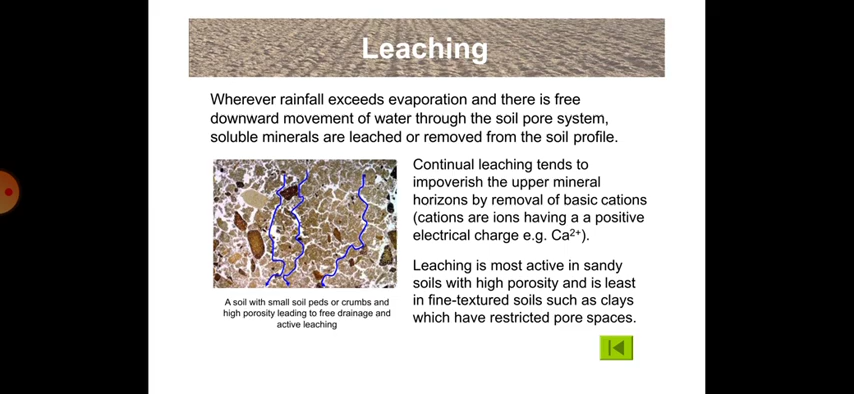 Leaching
Wherever rainfall exceeds evaporation and there is free
downward movement of water through the soil pore system,
soluble minerals are leached or removed from the soil profile.
Continual leaching tends to
impoverish the upper mineral
horizons by removal of basic cations
(cations are ions having a a positive
electrical charge e.g. Ca²⁺).
Leaching is most active in sandy
soils with high porosity and is least
in fine-textured soils such as clays
which have restricted pore spaces.
A soil with small soil peds or crumbs and
high porosity leading to free drainage and
active leaching